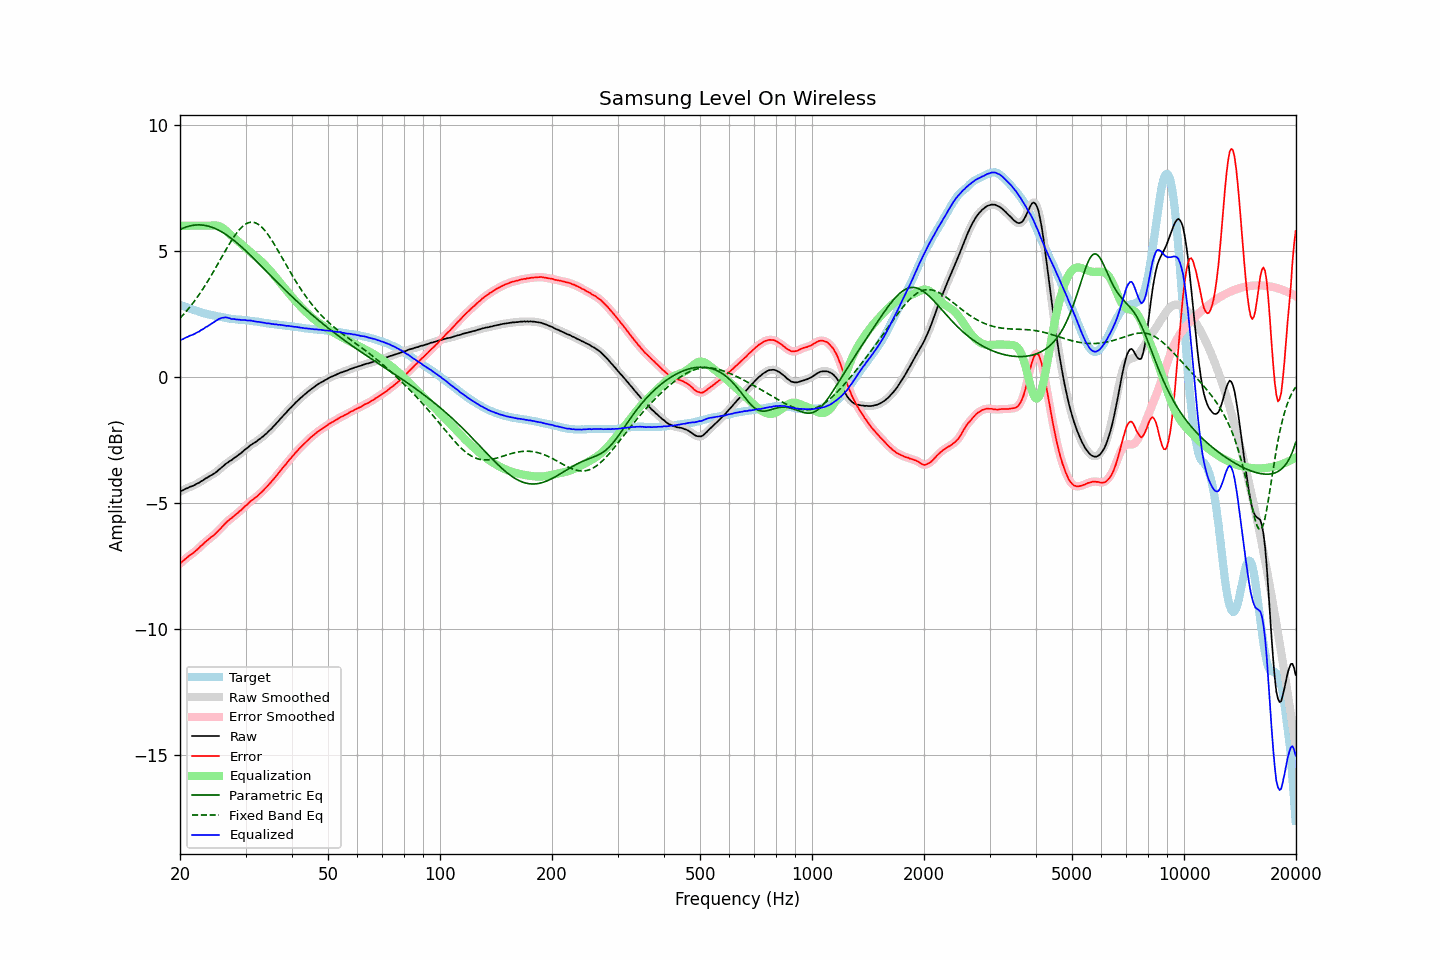 Samsung Level On Wireless
Amplitude (dBr)
10
5
0
−5
−10
−15
Target
Raw Smoothed
Error Smoothed
Raw
Error
Equalization
Parametric Eq
Fixed Band Eq
Equalized
20 50 100 200 500 1000 2000 5000 10000 20000
Frequency (Hz)